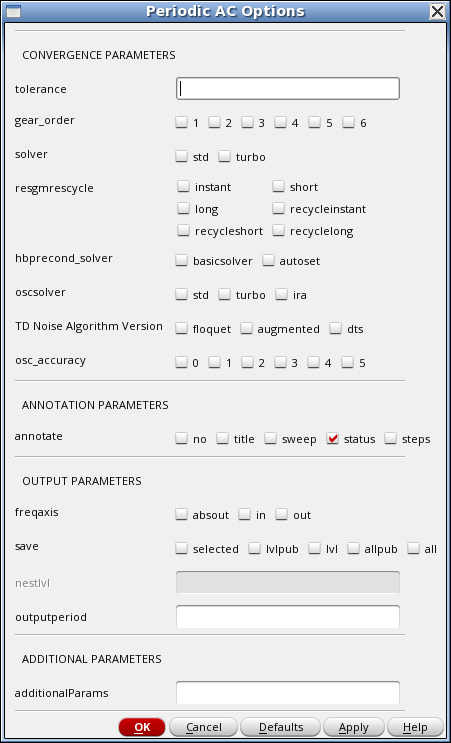 Periodic AC Options
CONVERGENCE PARAMETERS
tolerance
gear_order 1 2 3 4 5 6
solver std turbo
resgmrescycle instant short
long recycleinstant
recycleshort recyclelong
hbprecond_solver basicsolver autoset
oscsolver std turbo ira
TD Noise Algorithm Version floquet augmented dts
osc_accuracy 0 1 2 3 4 5
ANNOTATION PARAMETERS
annotate no title sweep status steps
OUTPUT PARAMETERS
freqaxis absout in out
save selected lvlpub lvl allpub all
nestlvl
outputperiod
ADDITIONAL PARAMETERS
additionalParams
OK Cancel Defaults Apply Help